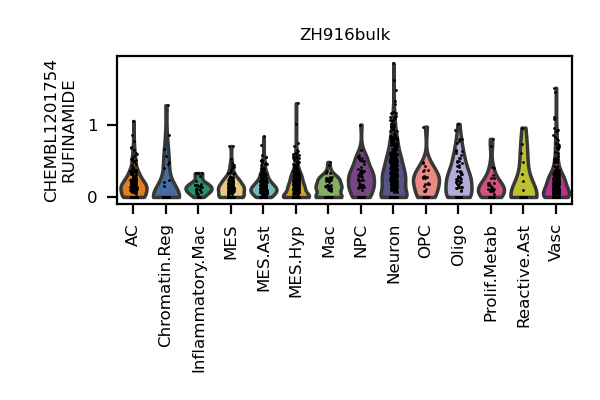 ZH916bulk
CHEMBL1201754
RUFINAMIDE
1
0
AC
Chromatin.Reg
Inflammatory.Mac
MES
MES.Ast
MES.Hyp
Mac
NPC
Neuron
OPC
Oligo
Prolif.Metab
Reactive.Ast
Vasc